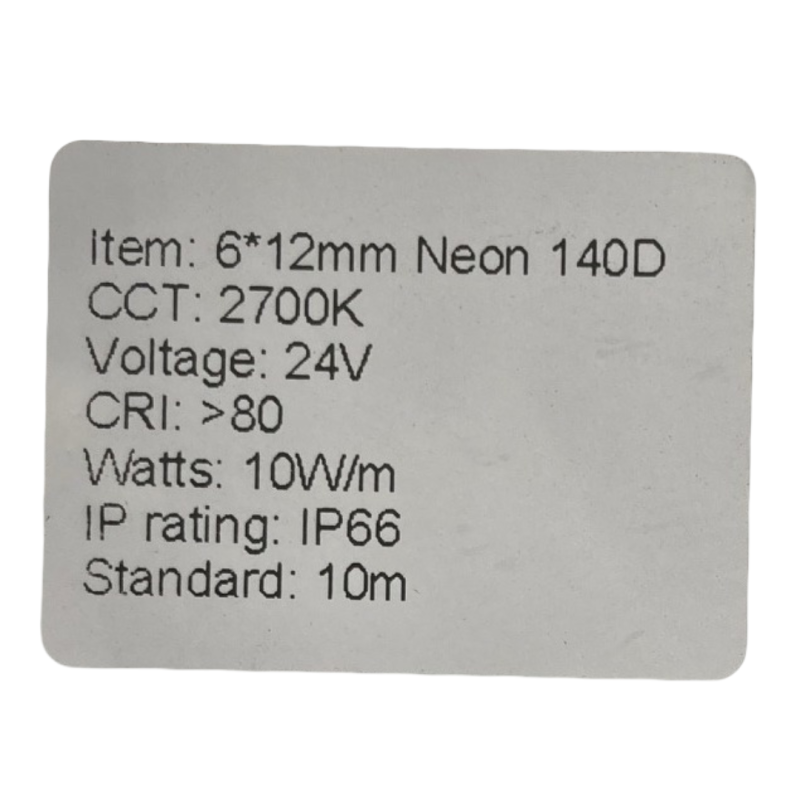 Item: 6*12mm Neon 140D
CCT: 2700K
Voltage: 24V
CRI: >80
Watts: 10W/m
IP rating: IP66
Standard: 10m